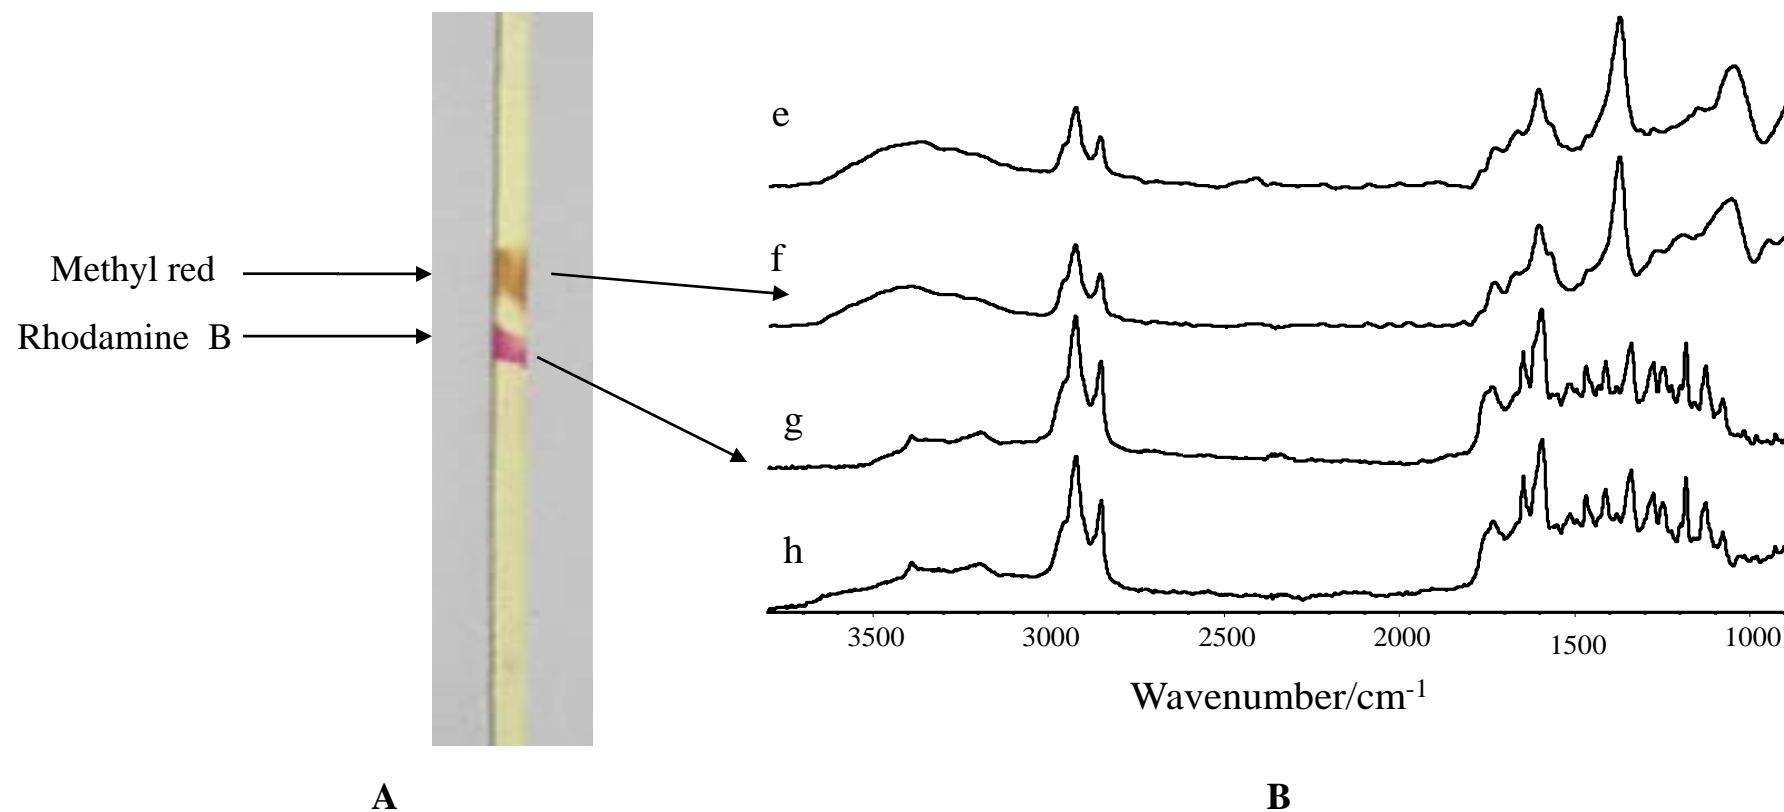 Methyl red
Rhodamine B
e
f
g
h
3500 3000 2500 2000 1500 1000
Wavenumber/cm-1
A B